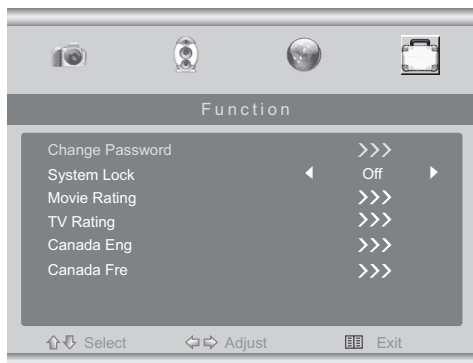 Function
Change Password >>>
System Lock Off
Movie Rating >>>
TV Rating >>>
Canada Eng >>>
Canada Fre >>>
Select Adjust Exit